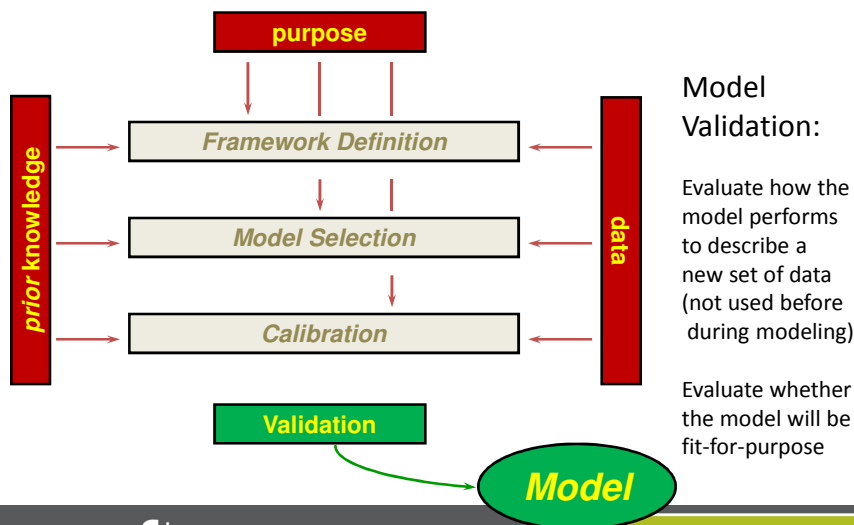 purpose
prior knowledge
Framework Definition
Model Selection
Calibration
data
Validation
Model
Model
Validation:
Evaluate how the
model performs
to describe a
new set of data
(not used before
during modeling)
Evaluate whether
the model will be
fit-for-purpose